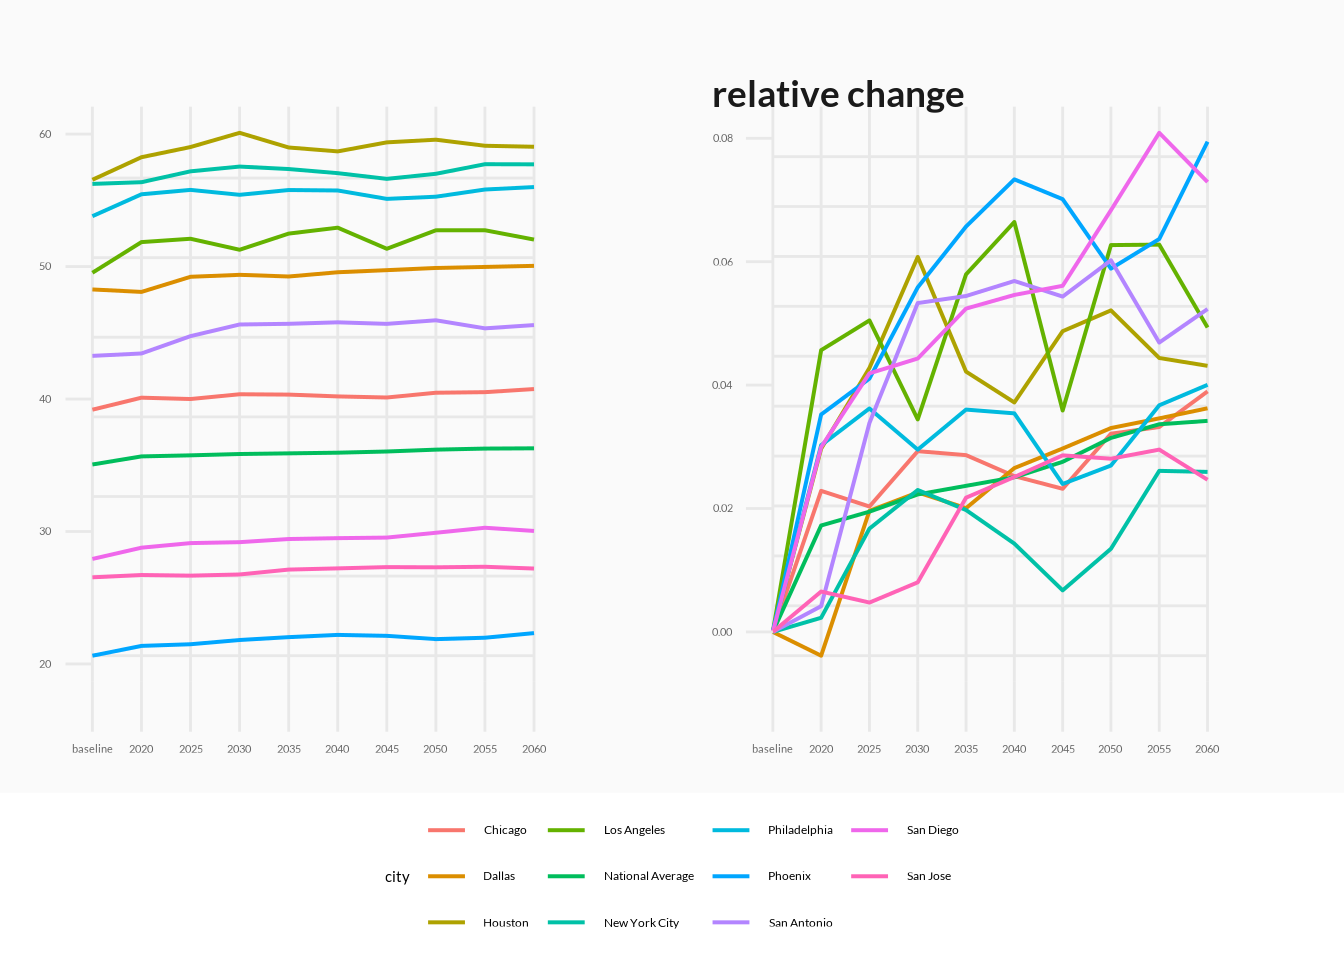 relative change
60
50
40
30
20
baseline 2020 2025 2030 2035 2040 2045 2050 2055 2060
0.08
0.06
0.04
0.02
0.00
baseline 2020 2025 2030 2035 2040 2045 2050 2055 2060
city
Chicago
Los Angeles
Philadelphia
San Diego
Dallas
National Average
Phoenix
San Jose
Houston
New York City
San Antonio